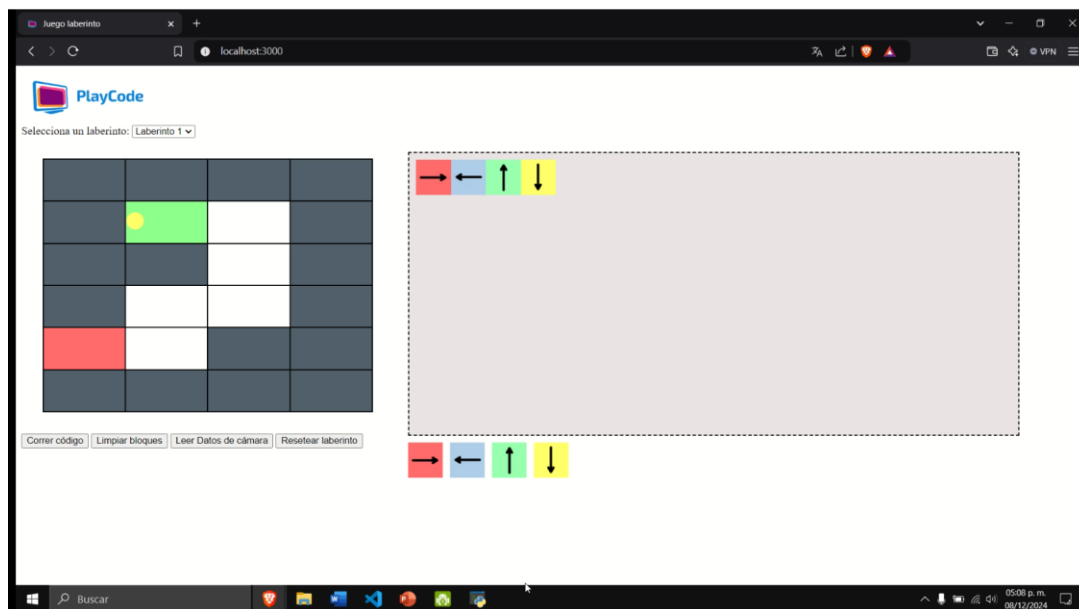 Juego laberinto
localhost:3000
VPN
PlayCode
Selecciona un laberinto: Laberinto 1
Correr código Limpiar bloques Leer Datos de cámara Resetear laberinto
Buscar
05:08 p. m.
08/12/2024